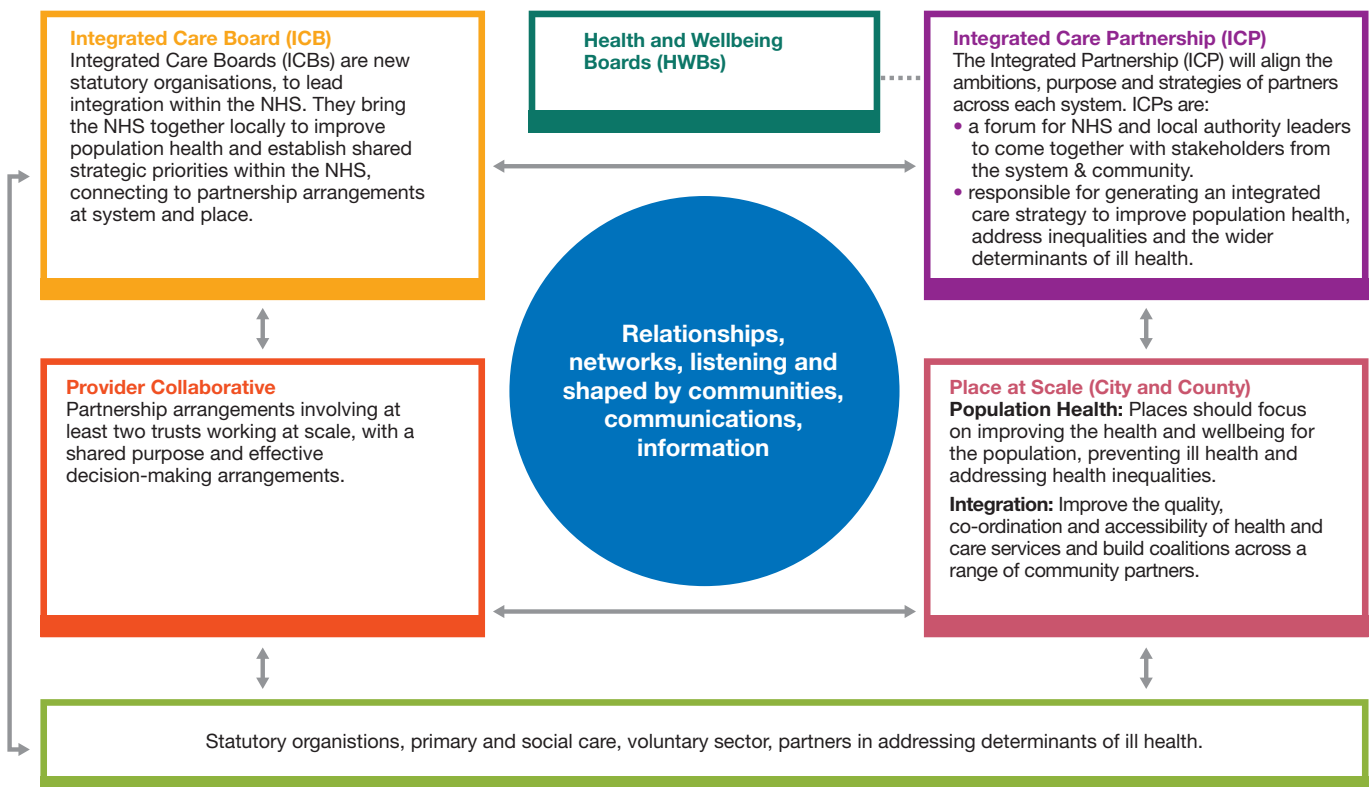 Integrated Care Board (ICB)
Integrated Care Boards (ICBs) are new
statutory organisations, to lead
integration within the NHS. They bring
the NHS together locally to improve
population health and establish shared
strategic priorities within the NHS,
connecting to partnership arrangements
at system and place.
Health and Wellbeing
Boards (HWBs)
Integrated Care Partnership (ICP)
The Integrated Partnership (ICP) will align the
ambitions, purpose and strategies of partners
across each system. ICPs are:
• a forum for NHS and local authority leaders
to come together with stakeholders from
the system & community.
• responsible for generating an integrated
care strategy to improve population health,
address inequalities and the wider
determinants of ill health.
Relationships,
networks, listening and
shaped by communities,
communications,
information
Provider Collaborative
Partnership arrangements involving at
least two trusts working at scale, with a
shared purpose and effective
decision-making arrangements.
Place at Scale (City and County)
Population Health: Places should focus
on improving the health and wellbeing for
the population, preventing ill health and
addressing health inequalities.
Integration: Improve the quality,
co-ordination and accessibility of health and
care services and build coalitions across a
range of community partners.
Statutory organistions, primary and social care, voluntary sector, partners in addressing determinants of ill health.